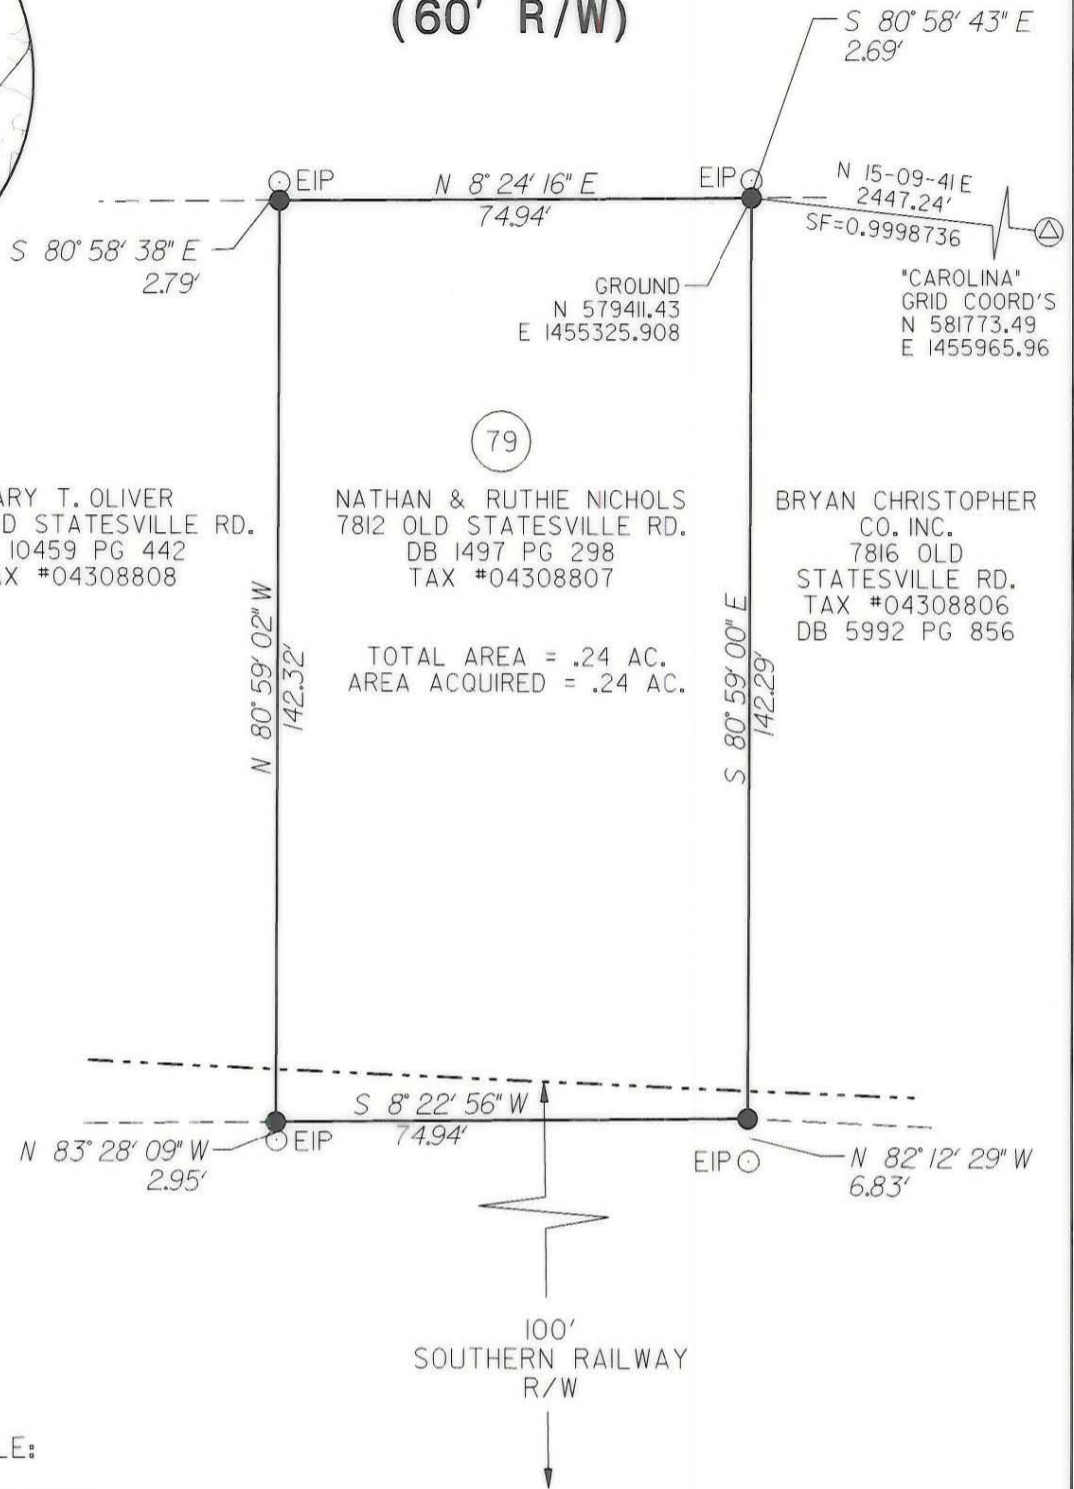 (60' R/W)
S 80° 58' 43" E
2.69'
EIP
N 8° 24' 16" E
74.94'
EIP
N 15-09-41 E
2447.24'
SF=0.9998736
S 80° 58' 38" E
2.79'
GROUND
N 579411.43
E 1455325.908
"CAROLINA"
GRID COORD'S
N 581773.49
E 1455965.96
79
ARY T. OLIVER
D STATESVILLE RD.
10459 PG 442
AX #04308808
NATHAN & RUTHIE NICHOLS
7812 OLD STATESVILLE RD.
DB 1497 PG 298
TAX #04308807
BRYAN CHRISTOPHER
CO. INC.
7816 OLD
STATESVILLE RD.
TAX #04308806
DB 5992 PG 856
TOTAL AREA = .24 AC.
AREA ACQUIRED = .24 AC.
N 80° 59' 02" W
142.32'
S 80° 59' 00" E
142.29'
S 8° 22' 56" W
74.94'
N 83° 28' 09" W
2.95'
EIP
EIP
N 82° 12' 29" W
6.83'
100'
SOUTHERN RAILWAY
R/W
LE: